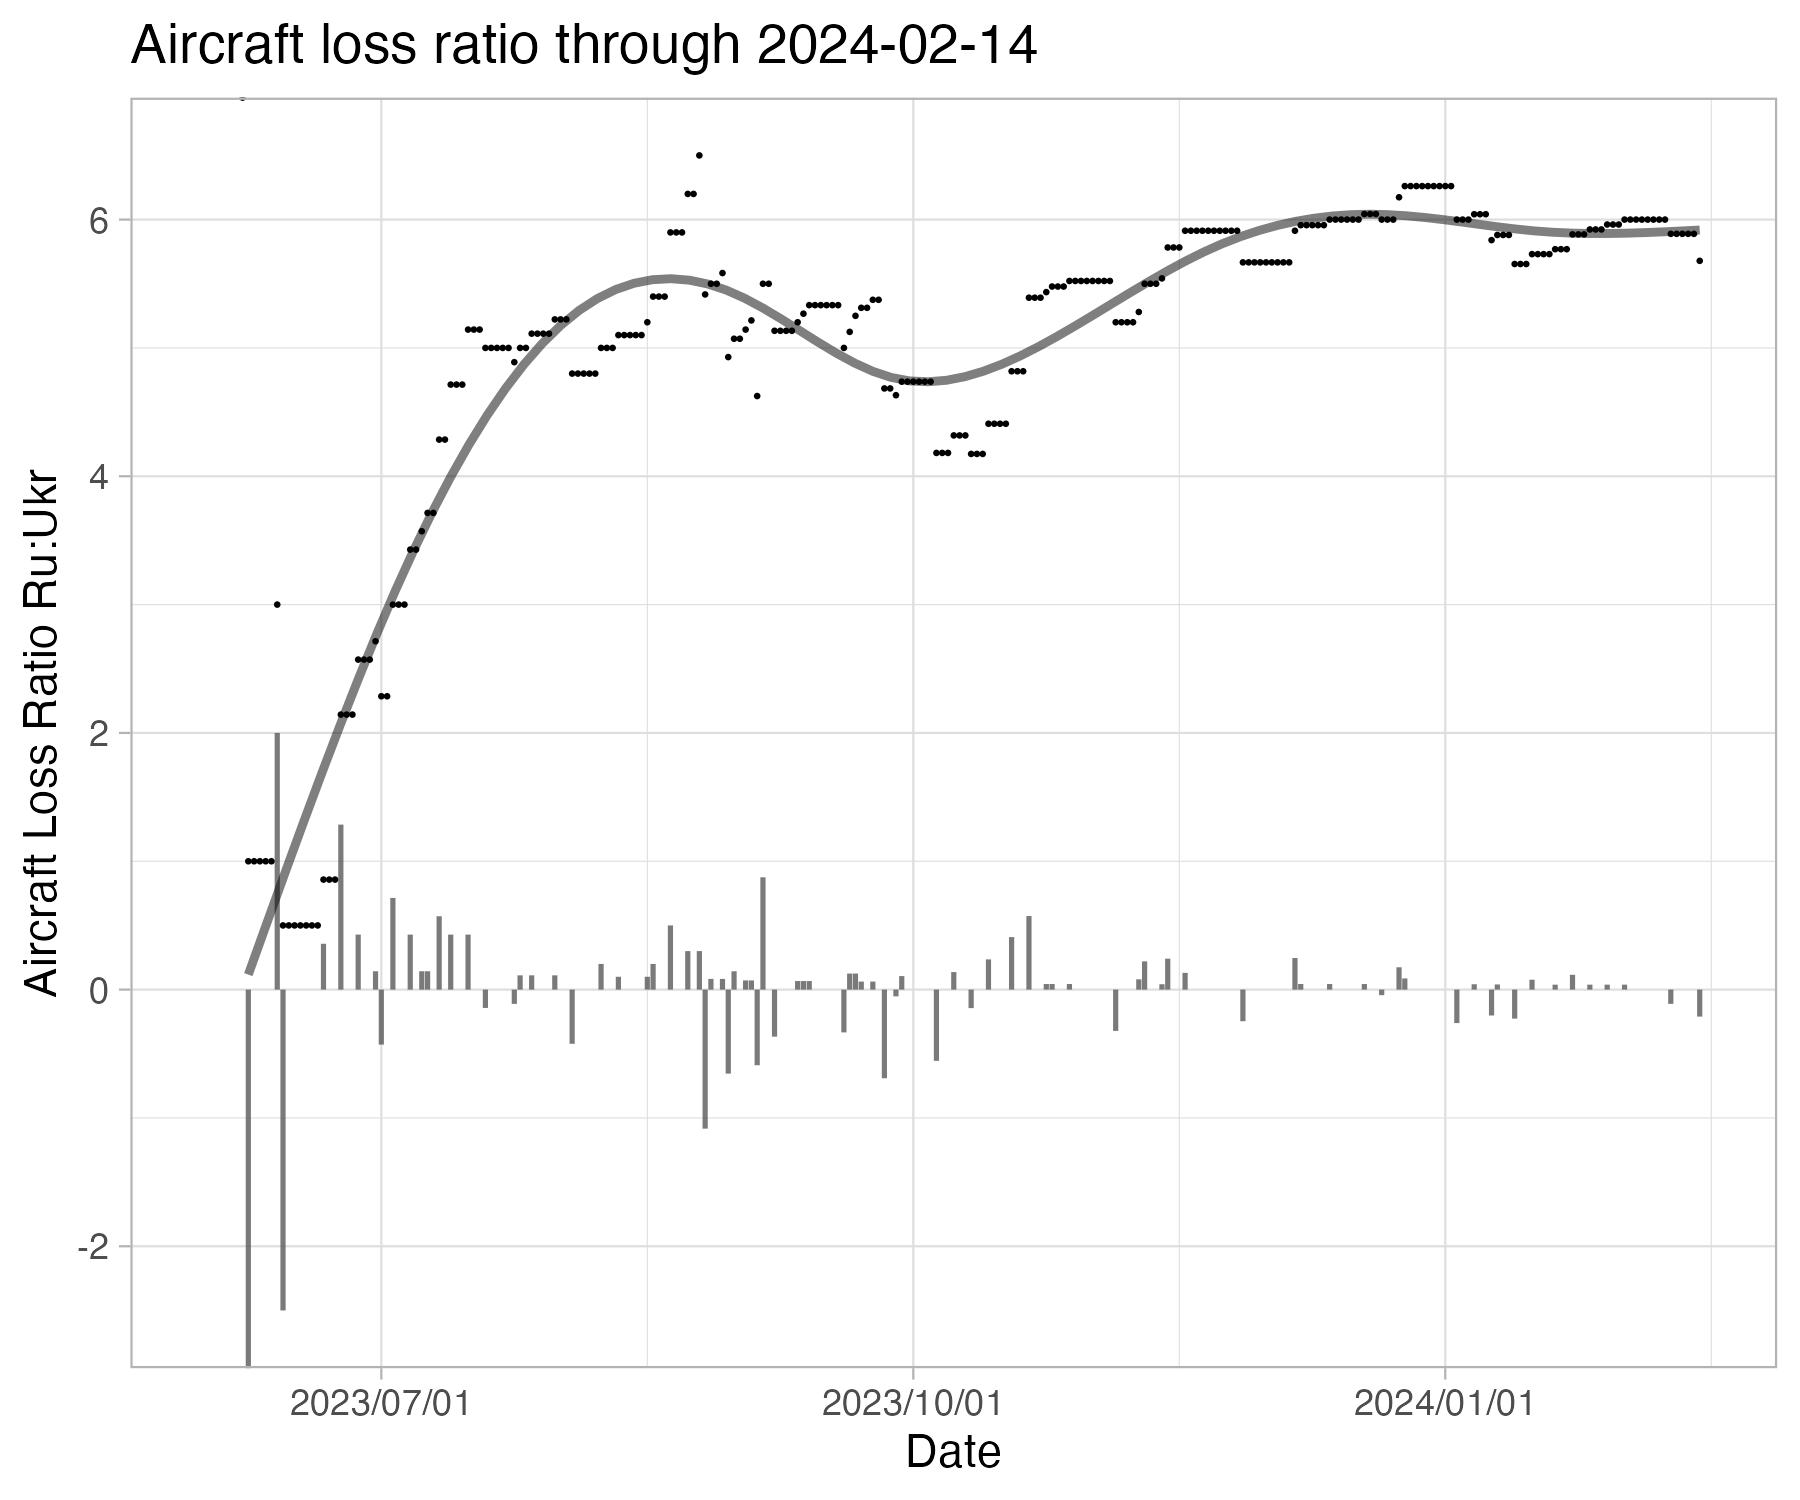 Aircraft loss ratio through 2024-02-14
Aircraft Loss Ratio Ru:Ukr
6
4
2
0
-2
2023/07/01
2023/10/01
2024/01/01
Date